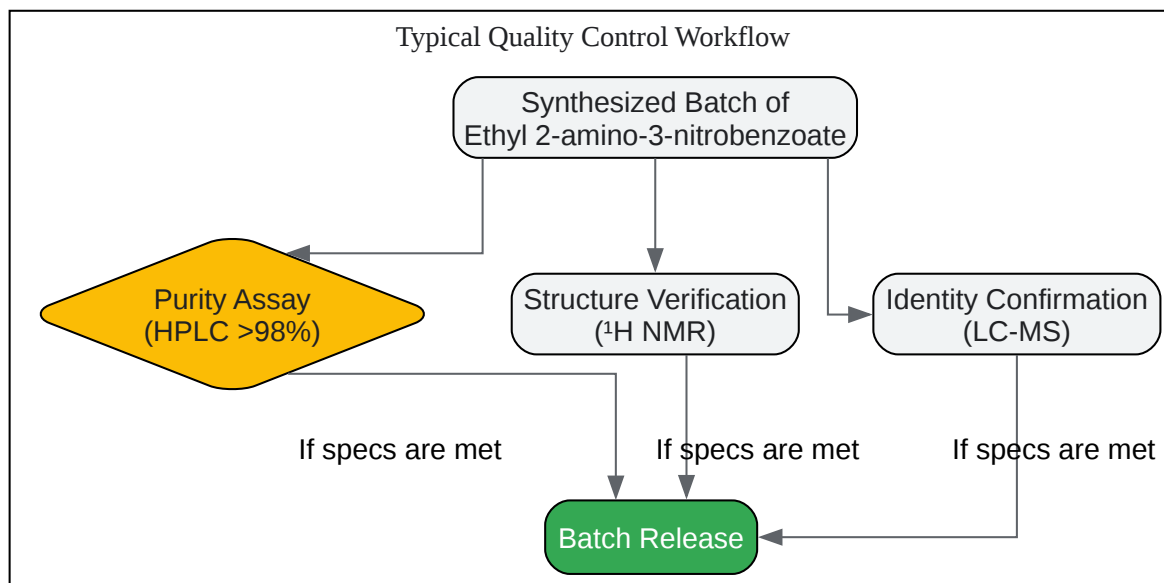 Typical Quality Control Workflow
Synthesized Batch of
Ethyl 2-amino-3-nitrobenzoate
Purity Assay
(HPLC >98%)
Structure Verification
(¹H NMR)
Identity Confirmation
(LC-MS)
If specs are met
If specs are met
If specs are met
Batch Release